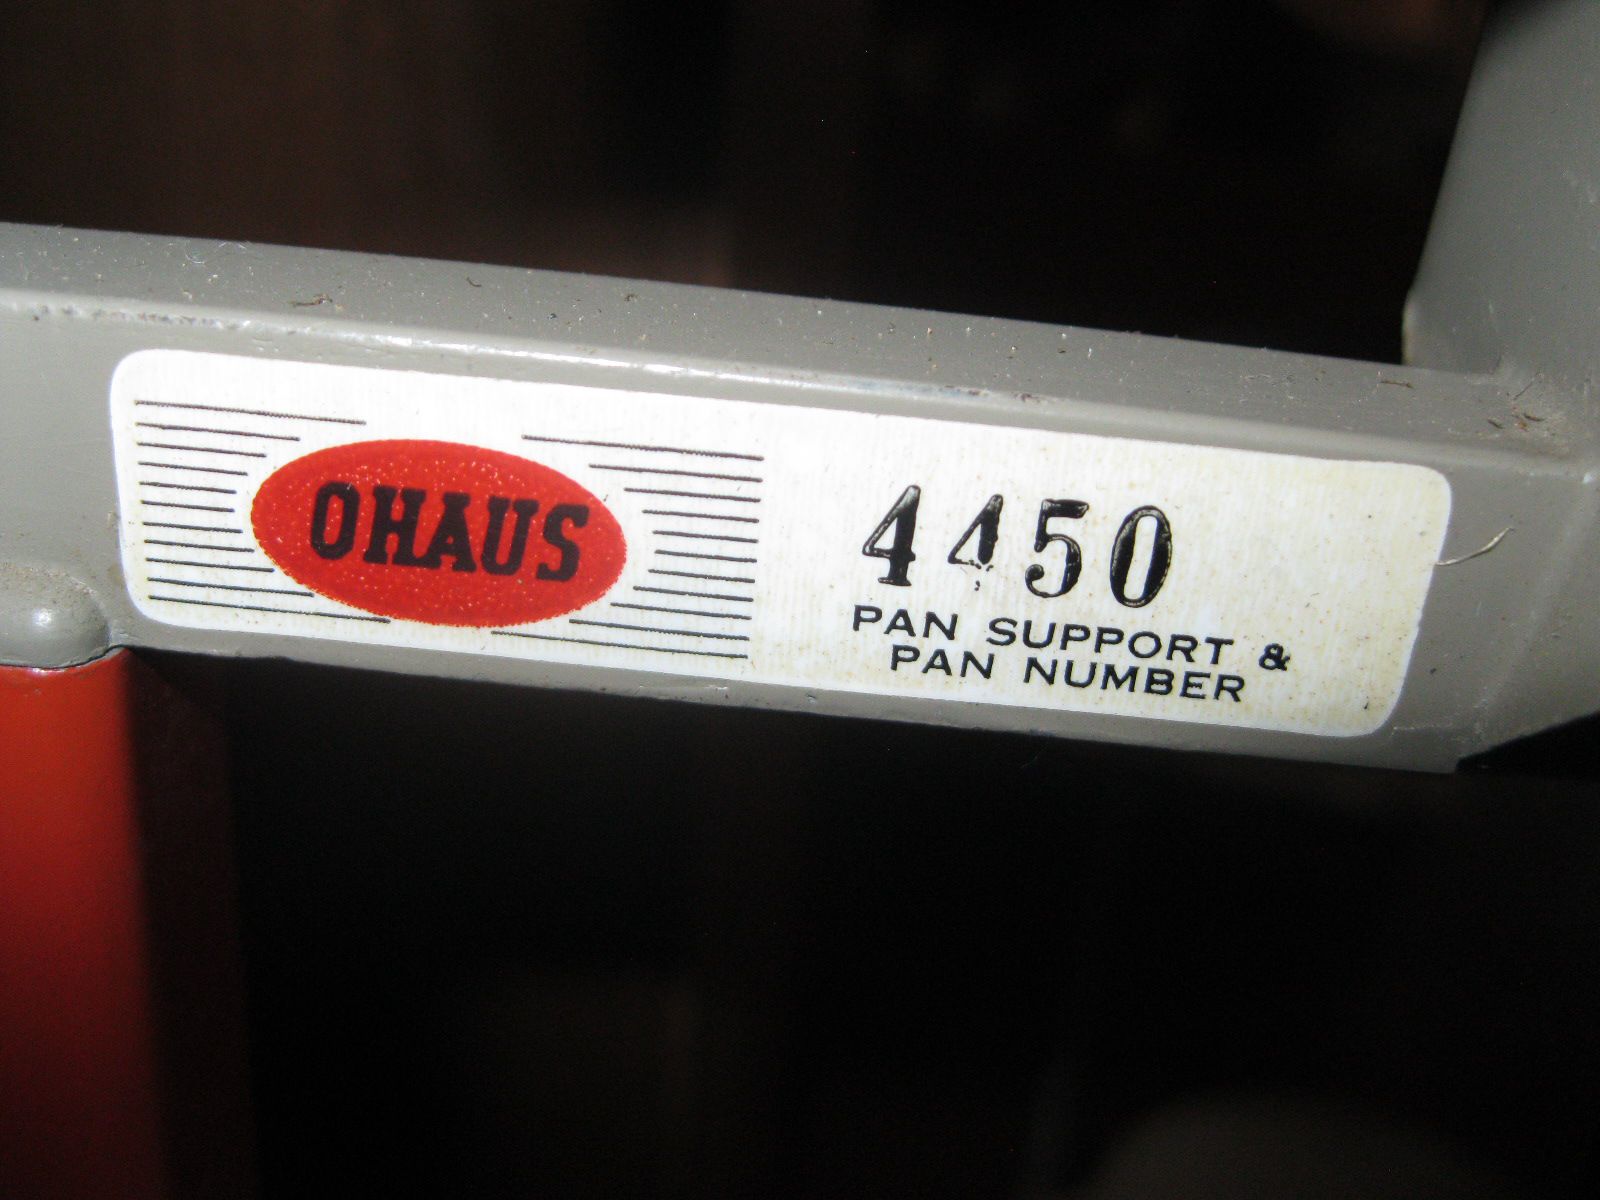 OHAUS
4450
PAN SUPPORT &
PAN NUMBER